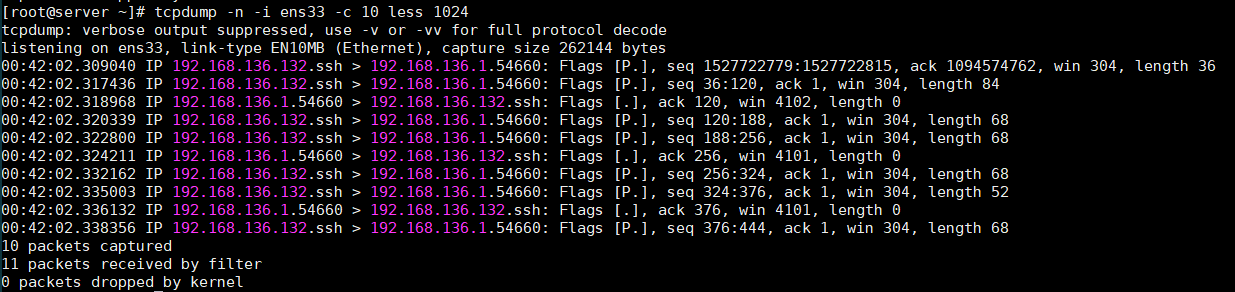 [root@server ~]# tcpdump -n -i ens33 -c 10 less 1024
tcpdump: verbose output suppressed, use -v or -vv for full protocol decode
listening on ens33, link-type EN10MB (Ethernet), capture size 262144 bytes
00:42:02.309040 IP 192.168.136.132.ssh > 192.168.136.1.54660: Flags [P.], seq 1527722779:1527722815, ack 1094574762, win 304, length 36
00:42:02.317436 IP 192.168.136.132.ssh > 192.168.136.1.54660: Flags [P.], seq 36:120, ack 1, win 304, length 84
00:42:02.318968 IP 192.168.136.1.54660 > 192.168.136.132.ssh: Flags [.], ack 120, win 4102, length 0
00:42:02.320339 IP 192.168.136.132.ssh > 192.168.136.1.54660: Flags [P.], seq 120:188, ack 1, win 304, length 68
00:42:02.322800 IP 192.168.136.132.ssh > 192.168.136.1.54660: Flags [P.], seq 188:256, ack 1, win 304, length 68
00:42:02.324211 IP 192.168.136.1.54660 > 192.168.136.132.ssh: Flags [.], ack 256, win 4101, length 0
00:42:02.332162 IP 192.168.136.132.ssh > 192.168.136.1.54660: Flags [P.], seq 256:324, ack 1, win 304, length 68
00:42:02.335003 IP 192.168.136.132.ssh > 192.168.136.1.54660: Flags [P.], seq 324:376, ack 1, win 304, length 52
00:42:02.336132 IP 192.168.136.1.54660 > 192.168.136.132.ssh: Flags [.], ack 376, win 4101, length 0
00:42:02.338356 IP 192.168.136.132.ssh > 192.168.136.1.54660: Flags [P.], seq 376:444, ack 1, win 304, length 68
10 packets captured
11 packets received by filter
0 packets dropped by kernel